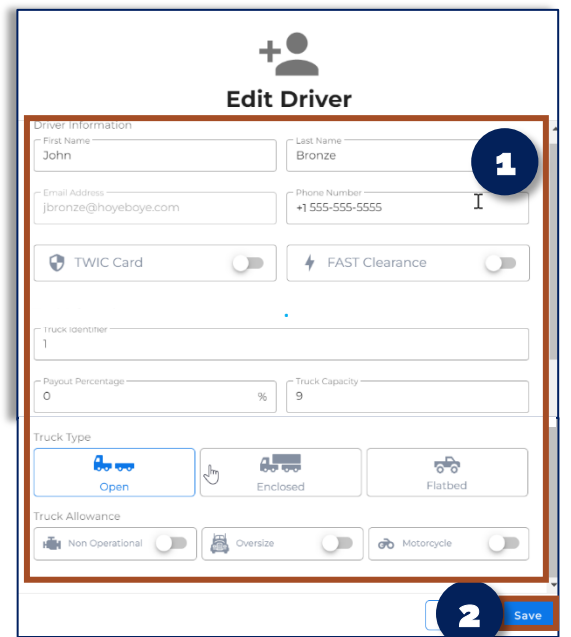 Edit Driver
Driver Information
First Name Last Name
John Bronze
1
Email Address Phone Number
jbronze@hoyeboye.com +1 555-555-5555
TWIC Card FAST Clearance
Truck Identifier
1
Payout Percentage Truck Capacity
0 % 9
Truck Type
Open Enclosed Flatbed
Truck Allowance
Non Operational Oversize Motorcycle
2 Save